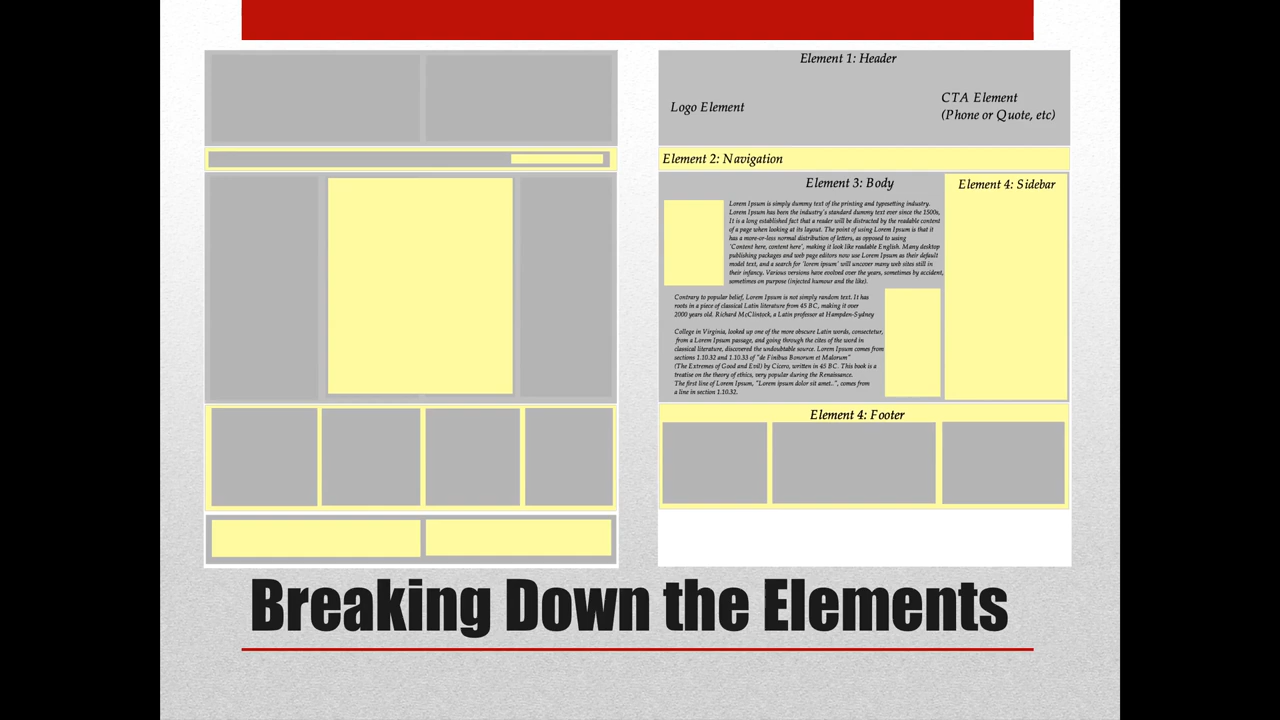 Element 1: Header
Logo Element
CTA Element
(Phone or Quote, etc)
Element 2: Navigation
Element 3: Body
Element 4: Sidebar
Lorem Ipsum is simply dummy text of the printing and typesetting industry.
Lorem Ipsum has been the industry's standard dummy text ever since the 1500s,
It is a long established fact that a reader will be distracted by the readable content
of a page when looking at its layout. The point of using Lorem Ipsum is that it
has a more-or-less normal distribution of letters, as opposed to using
'Content here, content here', making it look like readable English. Many desktop
publishing packages and web page editors now use Lorem Ipsum as their default
model text, and a search for 'lorem ipsum' will uncover many web sites still in
their infancy. Various versions have evolved over the years, sometimes by accident,
sometimes on purpose (injected humour and the like).
Contrary to popular belief, Lorem Ipsum is not simply random text. It has
roots in a piece of classical Latin literature from 45 BC, making it over
2000 years old. Richard McClintock, a Latin professor at Hampden-Sydney
College in Virginia, looked up one of the more obscure Latin words, consectetur,
from a Lorem Ipsum passage, and going through the cites of the word in
classical literature, discovered the undoubtable source. Lorem Ipsum comes from
sections 1.10.32 and 1.10.33 of "de Finibus Bonorum et Malorum"
(The Extremes of Good and Evil) by Cicero, written in 45 BC. This book is a
treatise on the theory of ethics, very popular during the Renaissance.
The first line of Lorem Ipsum, "Lorem ipsum dolor sit amet..", comes from
a line in section 1.10.32.
Element 4: Footer
Breaking Down the Elements